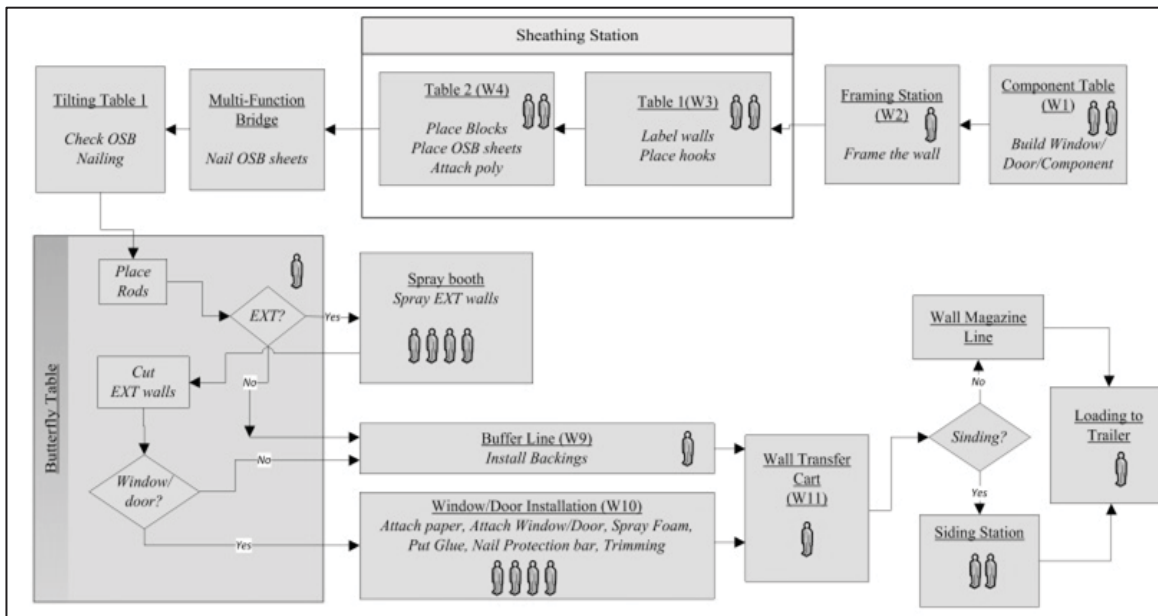 Sheathing Station
Tilting Table 1
Check OSB
Nailing
Multi-Function
Bridge
Nail OSB sheets
Table 2 (W4)
Place Blocks
Place OSB sheets
Attach poly
Table 1(W3)
Label walls
Place hooks
Framing Station
(W2)
Frame the wall
Component Table
(W1)
Build Window/
Door/Component
Butterfly Table
Place
Rods
EXT?
Yes
Spray booth
Spray EXT walls
Cut
EXT walls
No
Window/
door?
No
Yes
Buffer Line (W9)
Install Backings
Window/Door Installation (W10)
Attach paper, Attach Window/Door, Spray Foam,
Put Glue, Nail Protection bar, Trimming
Wall Transfer
Cart
(W11)
Wall Magazine
Line
No
Sinding?
Yes
Siding Station
Loading to
Trailer